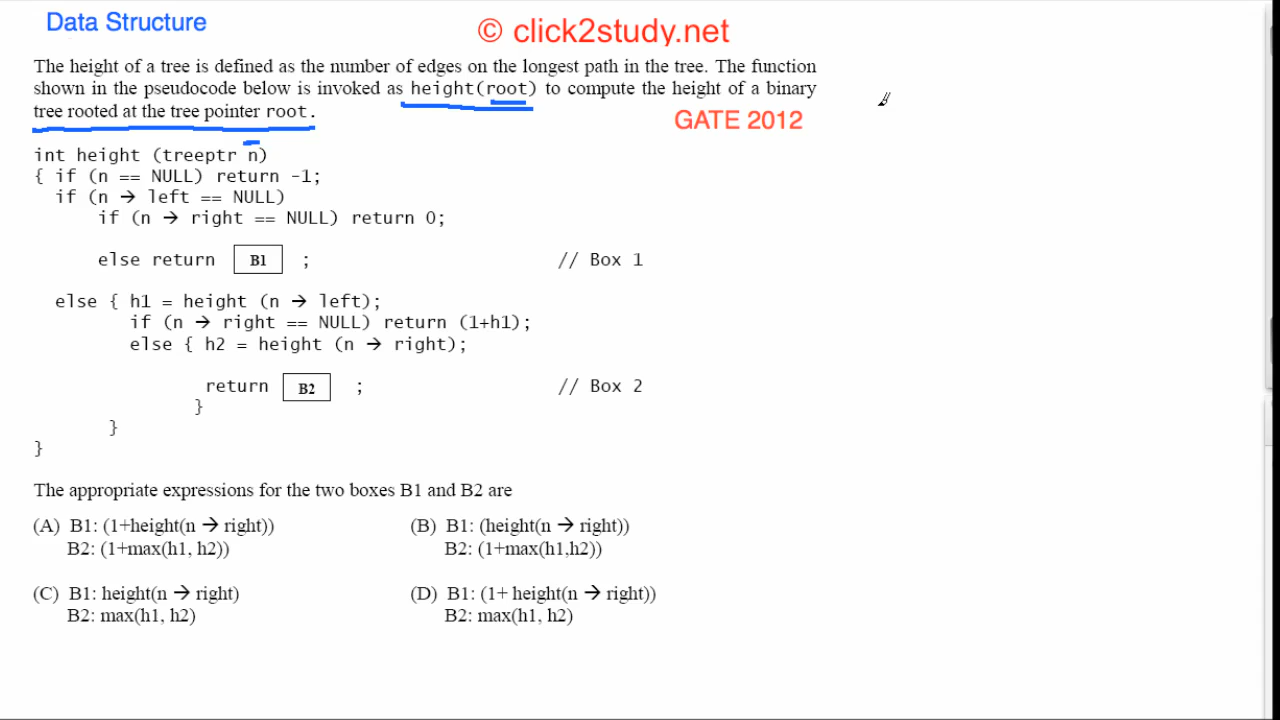 Data Structure
© click2study.net
The height of a tree is defined as the number of edges on the longest path in the tree. The function
shown in the pseudocode below is invoked as height(root) to compute the height of a binary
tree rooted at the tree pointer root.
GATE 2012
int height (treeptr n)
{ if (n == NULL) return -1;
if (n → left == NULL)
if (n → right == NULL) return 0;
else return B1 ; // Box 1
else { h1 = height (n → left);
if (n → right == NULL) return (1+h1);
else { h2 = height (n → right);
return B2 ; // Box 2
}
}
}
The appropriate expressions for the two boxes B1 and B2 are
(A) B1: (1+height(n → right)) (B) B1: (height(n → right))
B2: (1+max(h1, h2)) B2: (1+max(h1,h2))
(C) B1: height(n → right) (D) B1: (1+ height(n → right))
B2: max(h1, h2) B2: max(h1, h2)